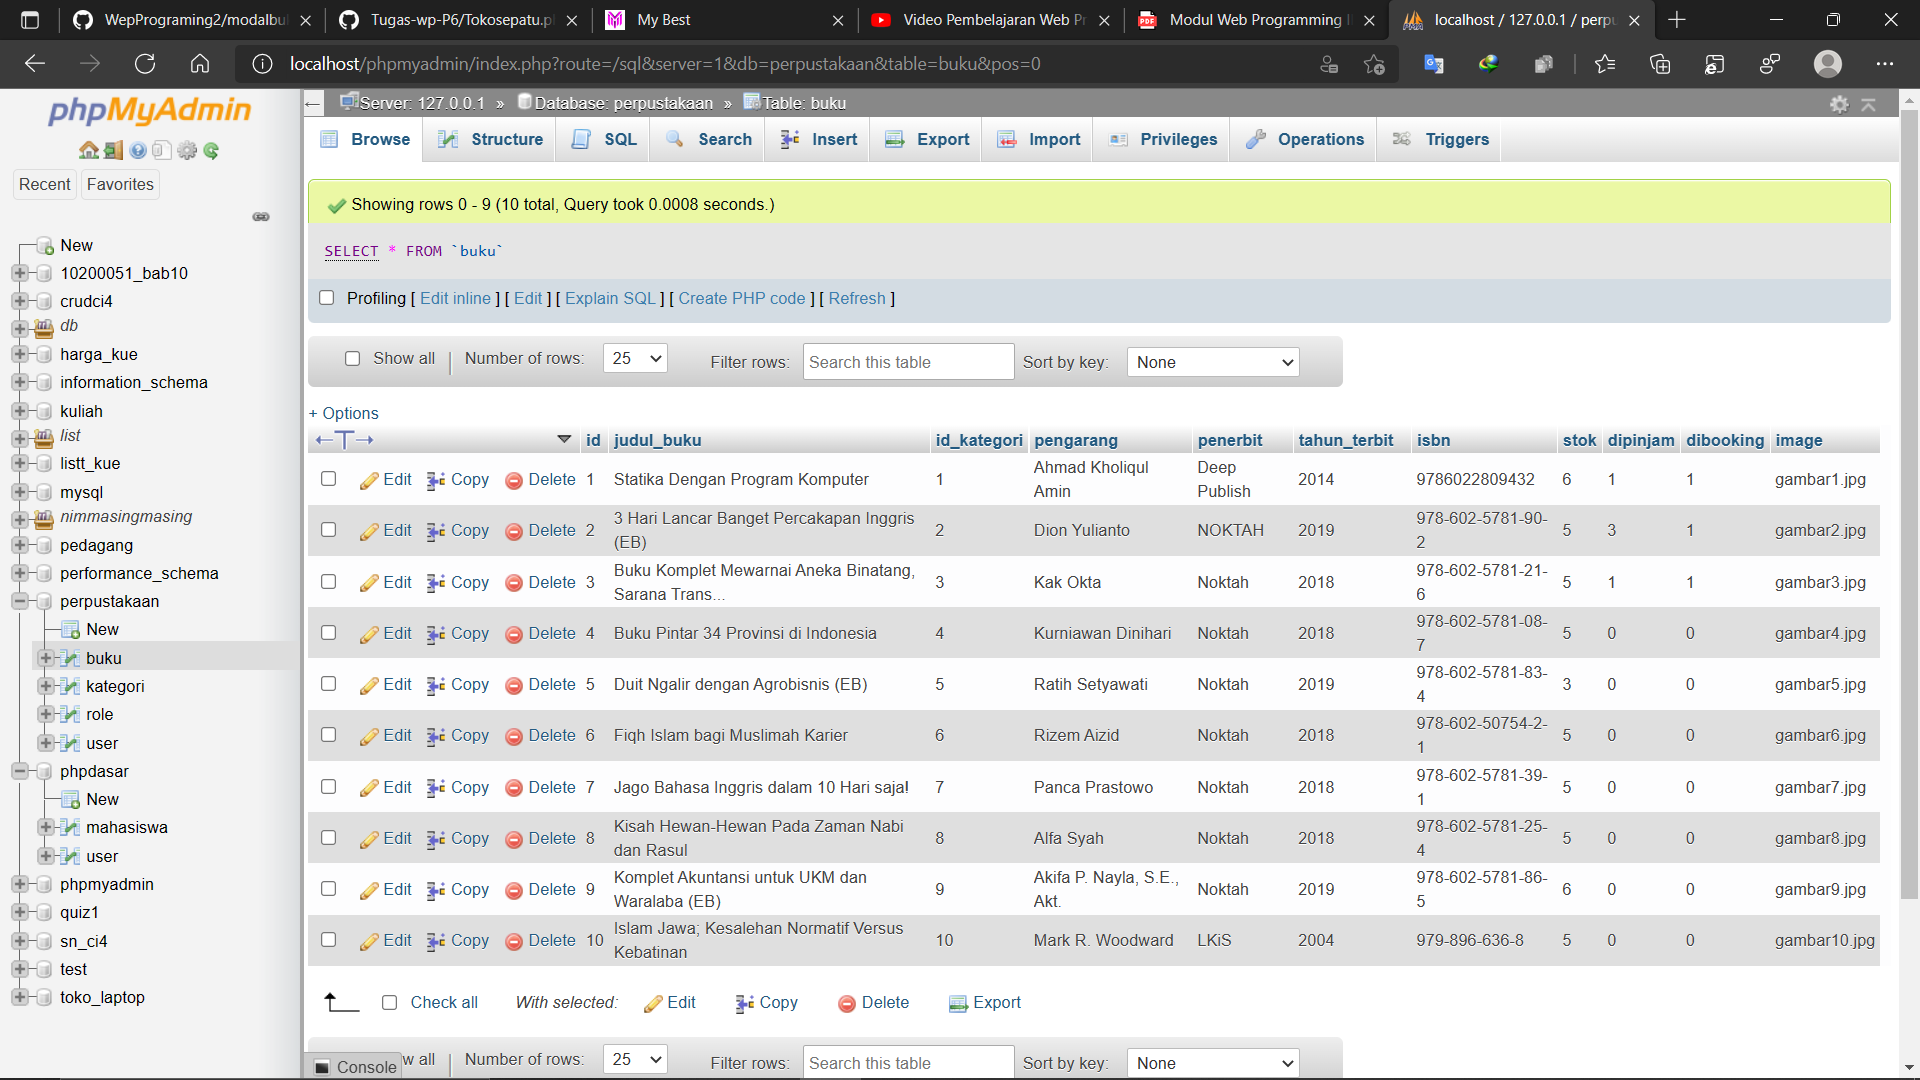 WepPrograming2/modalbu
Tugas-wp-P6/Tokosepatu.p
My Best
Video Pembelajaran Web Pr
Modul Web Programming I
localhost / 127.0.0.1 / perpu
localhost/phpmyadmin/index.php?route=/sql&server=1&db=perpustakaan&table=buku&pos=0
phpMyAdmin
Recent Favorites
New
10200051_bab10
crudci4
db
harga_kue
information_schema
kuliah
list
listt_kue
mysql
nimmasingmasing
pedagang
performance_schema
perpustakaan
New
buku
kategori
role
user
phpdasar
New
mahasiswa
user
phpmyadmin
quiz1
sn_ci4
test
toko_laptop
Server: 127.0.0.1 » Database: perpustakaan » Table: buku
Browse Structure SQL Search Insert Export Import Privileges Operations Triggers
Showing rows 0 - 9 (10 total, Query took 0.0008 seconds.)
SELECT * FROM `buku`
Profiling [ Edit inline ] [ Edit ] [ Explain SQL ] [ Create PHP code ] [ Refresh ]
Show all | Number of rows: 25 Filter rows: Search this table Sort by key: None
+ Options
←T→ id judul_buku id_kategori pengarang penerbit tahun_terbit isbn stok dipinjam dibooking image
Edit Copy Delete 1 Statika Dengan Program Komputer 1 Ahmad Kholiqul Amin Deep Publish 2014 9786022809432 6 1 1 gambar1.jpg
Edit Copy Delete 2 3 Hari Lancar Banget Percakapan Inggris (EB) 2 Dion Yulianto NOKTAH 2019 978-602-5781-90-2 5 3 1 gambar2.jpg
Edit Copy Delete 3 Buku Komplet Mewarnai Aneka Binatang, Sarana Trans... 3 Kak Okta Noktah 2018 978-602-5781-21-6 5 1 1 gambar3.jpg
Edit Copy Delete 4 Buku Pintar 34 Provinsi di Indonesia 4 Kurniawan Dinihari Noktah 2018 978-602-5781-08-7 5 0 0 gambar4.jpg
Edit Copy Delete 5 Duit Ngalir dengan Agrobisnis (EB) 5 Ratih Setyawati Noktah 2019 978-602-5781-83-4 3 0 0 gambar5.jpg
Edit Copy Delete 6 Fiqh Islam bagi Muslimah Karier 6 Rizem Aizid Noktah 2018 978-602-50754-2-1 5 0 0 gambar6.jpg
Edit Copy Delete 7 Jago Bahasa Inggris dalam 10 Hari saja! 7 Panca Prastowo Noktah 2018 978-602-5781-39-1 5 0 0 gambar7.jpg
Edit Copy Delete 8 Kisah Hewan-Hewan Pada Zaman Nabi dan Rasul 8 Alfa Syah Noktah 2018 978-602-5781-25-4 5 0 0 gambar8.jpg
Edit Copy Delete 9 Komplet Akuntansi untuk UKM dan Waralaba (EB) 9 Akifa P. Nayla, S.E., Akt. Noktah 2019 978-602-5781-86-5 6 0 0 gambar9.jpg
Edit Copy Delete 10 Islam Jawa; Kesalehan Normatif Versus Kebatinan 10 Mark R. Woodward LKiS 2004 979-896-636-8 5 0 0 gambar10.jpg
Check all With selected: Edit Copy Delete Export
Console w all | Number of rows: 25 Filter rows: Search this table Sort by key: None